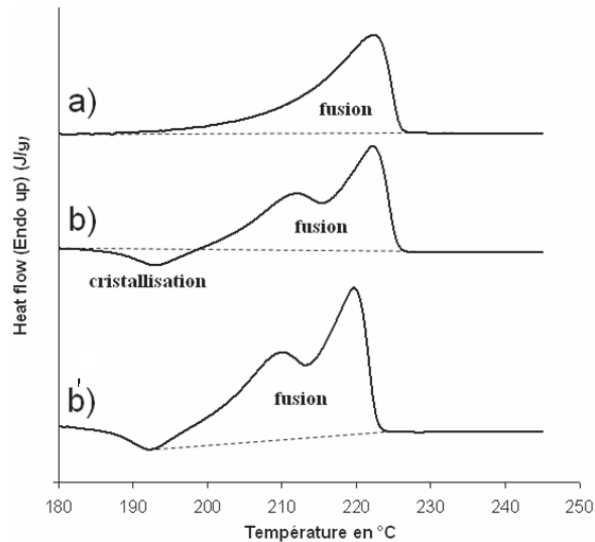 Heat flow (Endo up) (J/g)
a)
fusion
b)
fusion
cristallisation
b')
fusion
180 190 200 210 220 230 240 250
Température en °C